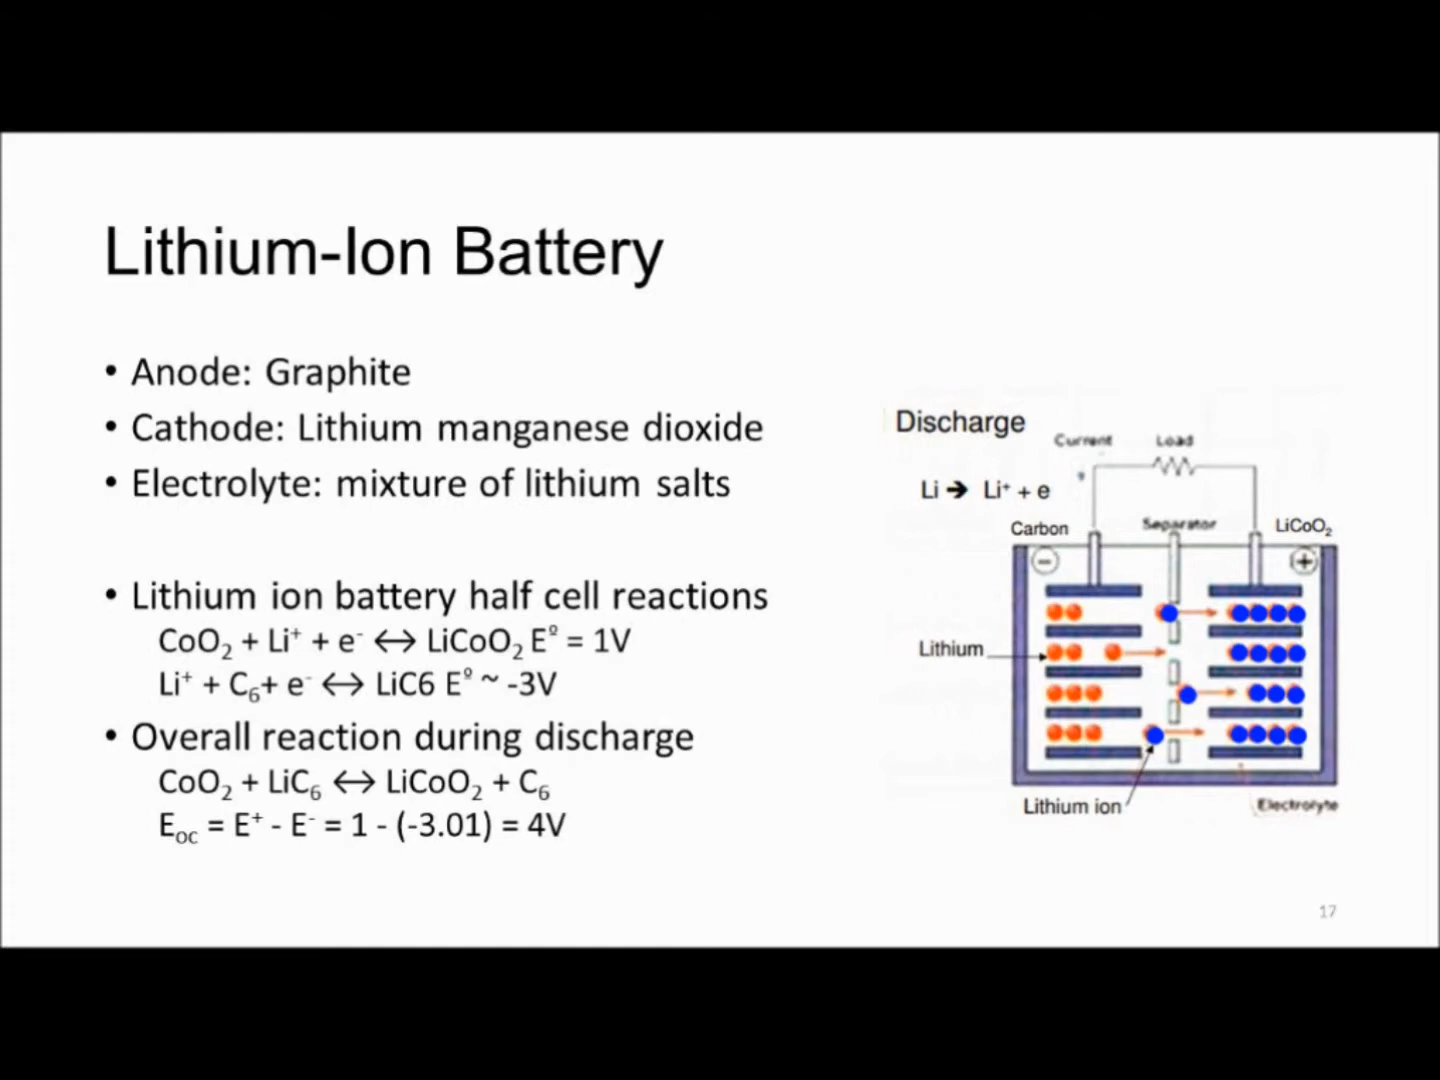 Lithium-Ion Battery
• Anode: Graphite
• Cathode: Lithium manganese dioxide
• Electrolyte: mixture of lithium salts
• Lithium ion battery half cell reactions
CoO₂ + Li⁺ + e⁻ ↔ LiCoO₂ Eº = 1V
Li⁺ + C₆+ e⁻ ↔ LiC6 Eº ~ -3V
• Overall reaction during discharge
CoO₂ + LiC₆ ↔ LiCoO₂ + C₆
Eoc = E⁺ - E⁻ = 1 - (-3.01) = 4V
Discharge
Current Load
Li ➔ Li⁺ + e
Carbon Separator LiCoO₂
− +
Lithium
Lithium ion Electrolyte
17